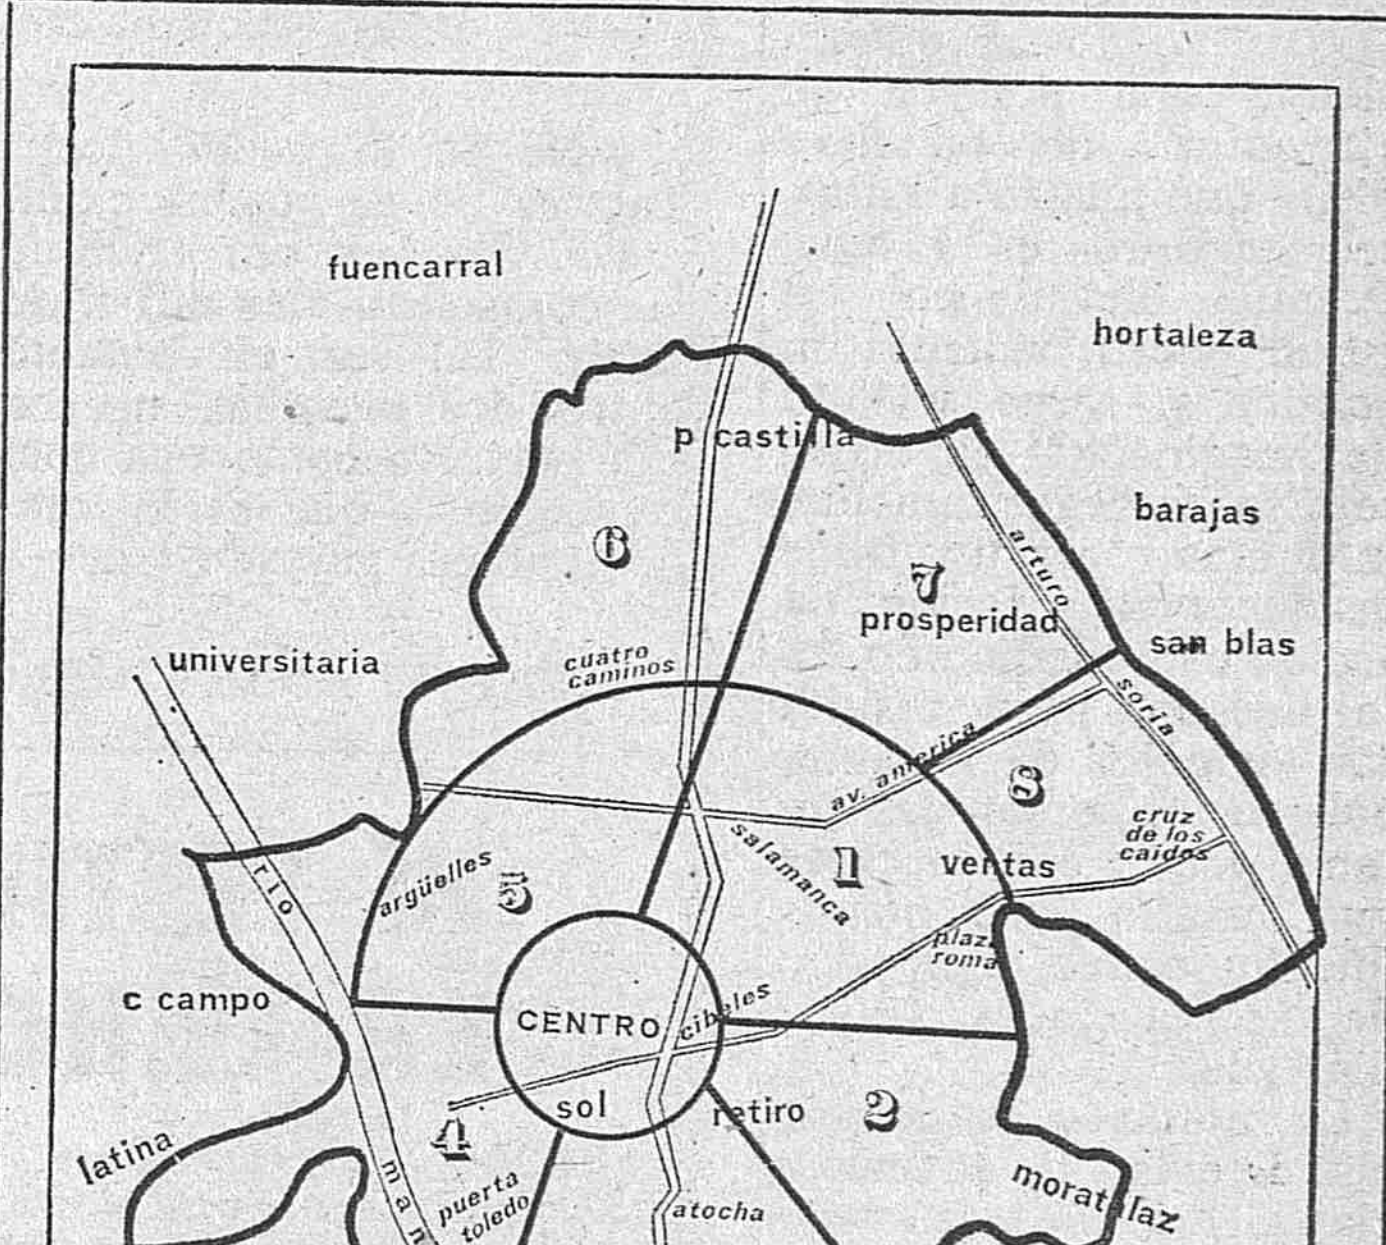 fuencarral
hortaleza
p castilla
barajas
6
arturo
7
prosperidad
san blas
cuatro
caminos
universitaria
soria
av. america
8
cruz
de los
caidos
salamanca
1
ventas
argüelles
5
rio
plaza
roma
c campo
CENTRO
cibeles
sol
retiro
2
4
latina
man
puerta
toledo
atocha
moratalaz